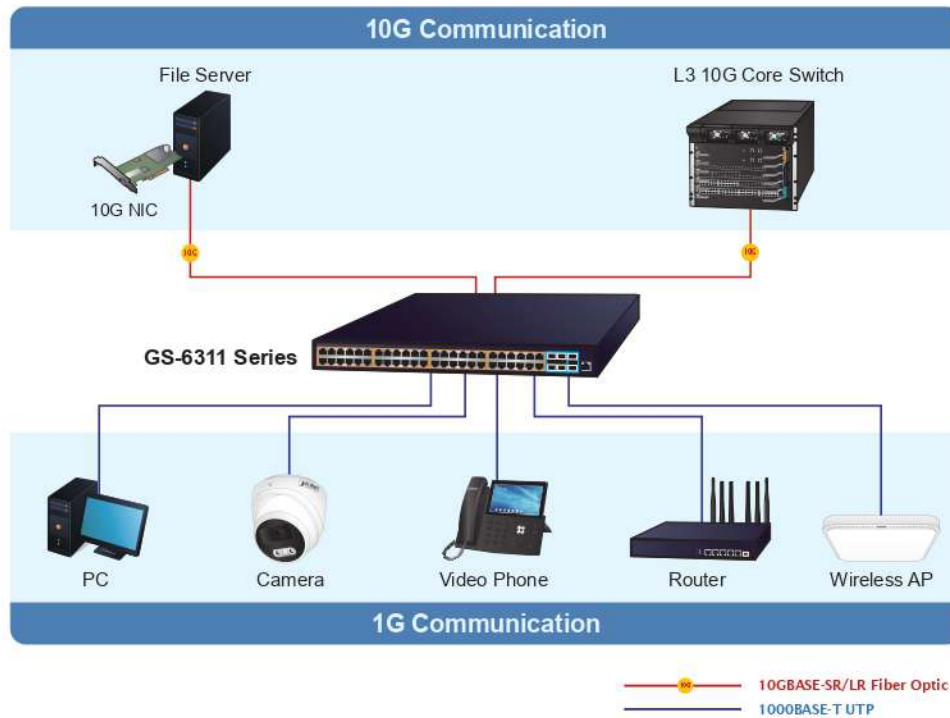 10G Communication
File Server
L3 10G Core Switch
10G NIC
10G
10G
GS-6311 Series
PC
Camera
Video Phone
Router
Wireless AP
1G Communication
10G
10GBASE-SR/LR Fiber Optic
1000BASE-T UTP